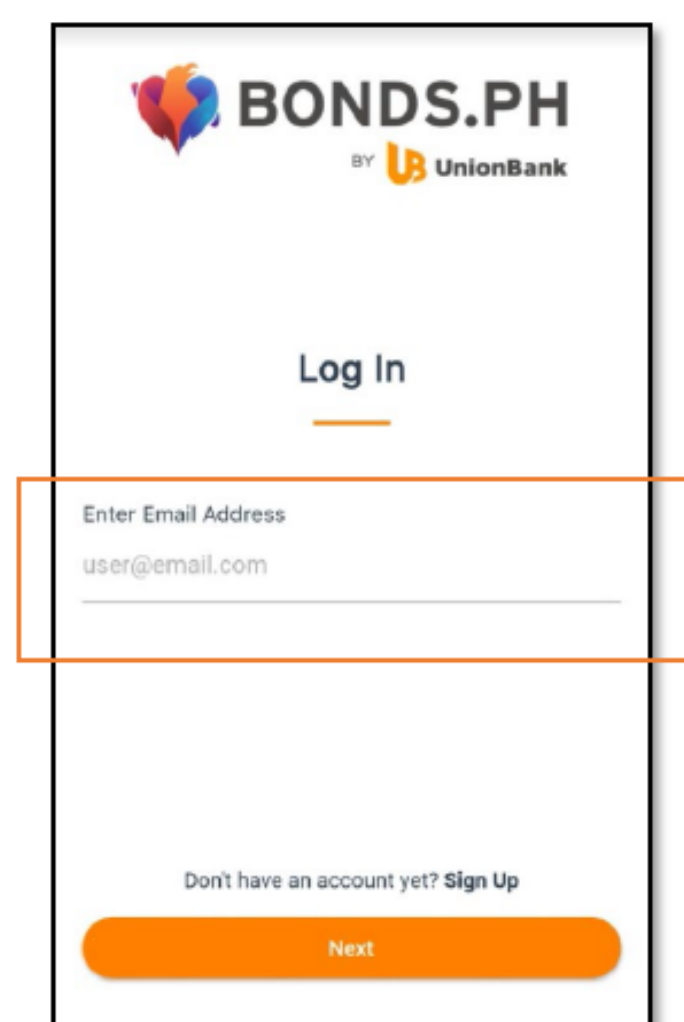 BONDS.PH
BY UB UnionBank
Log In
Enter Email Address
user@email.com
Don't have an account yet? Sign Up
Next